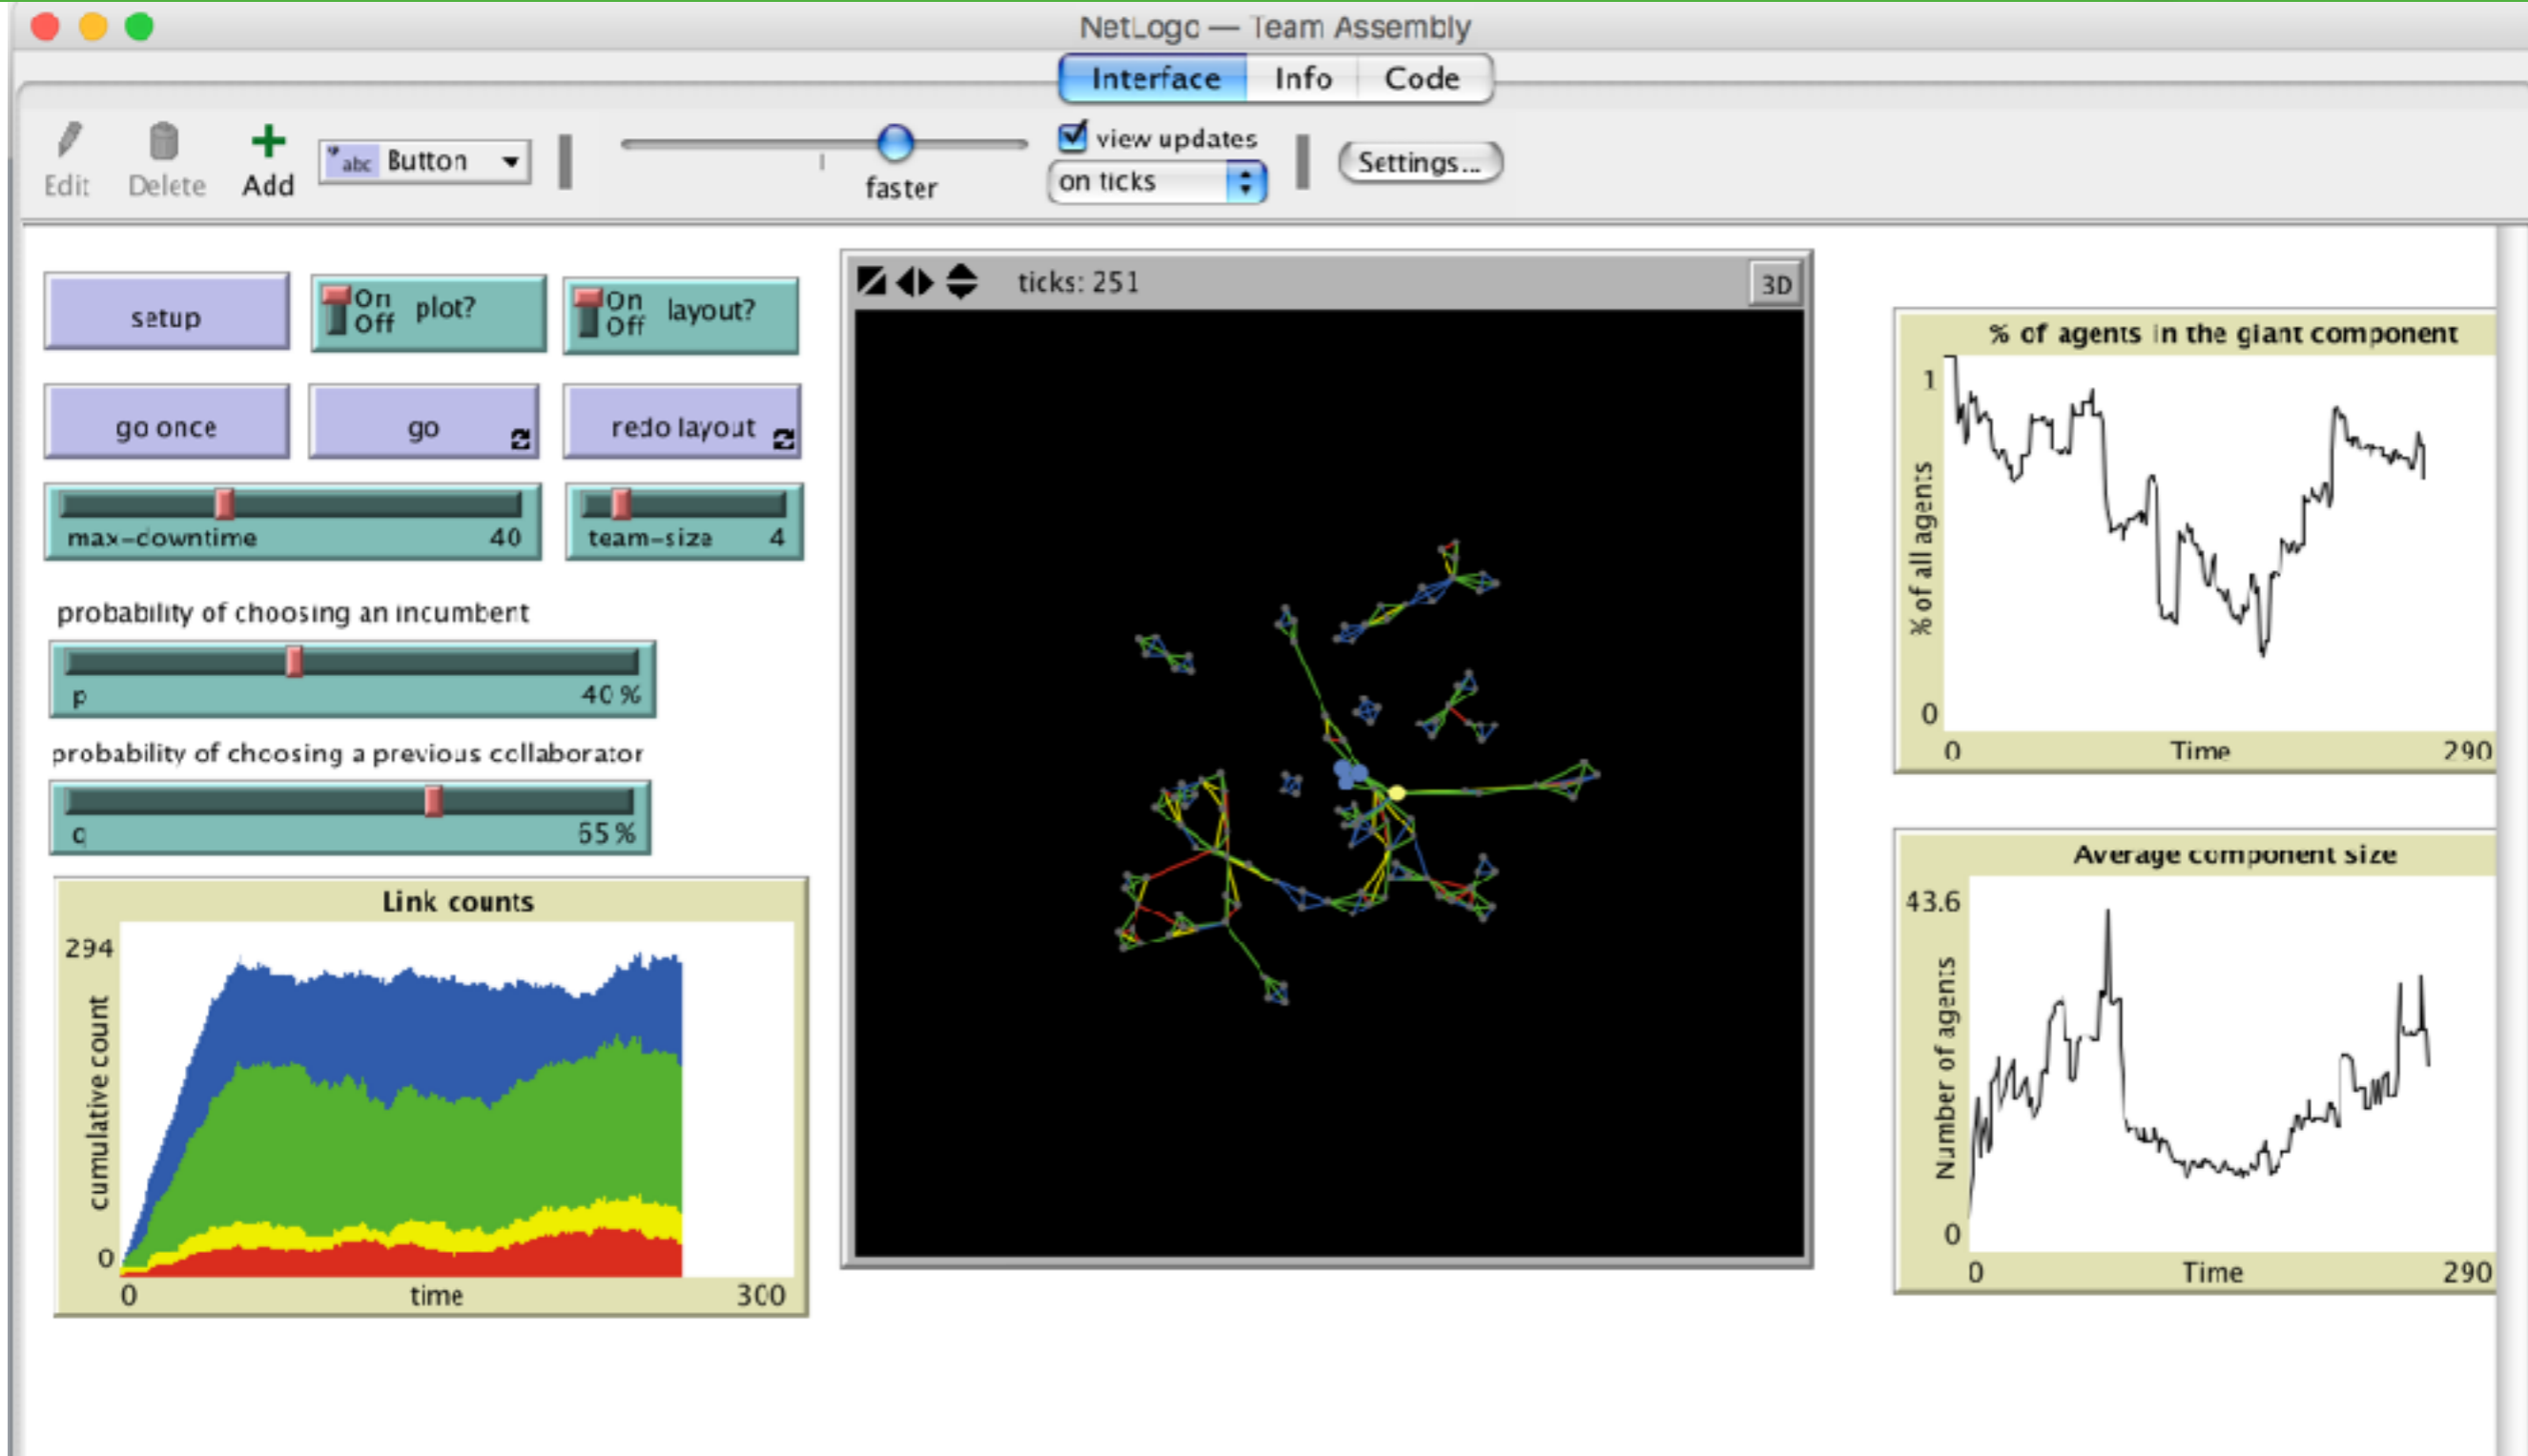 NetLogo — Team Assembly
Interface Info Code
Edit Delete Add abc Button faster view updates on ticks Settings...
setup On Off plot? On Off layout?
go once go redo layout
max-downtime 40 team-size 4
probability of choosing an incumbent
p 40 %
probability of choosing a previous collaborator
q 65 %
Link counts
294
cumulative count
0
0 time 300
ticks: 251 3D
% of agents in the giant component
1
% of all agents
0
0 Time 290
Average component size
43.6
Number of agents
0
0 Time 290